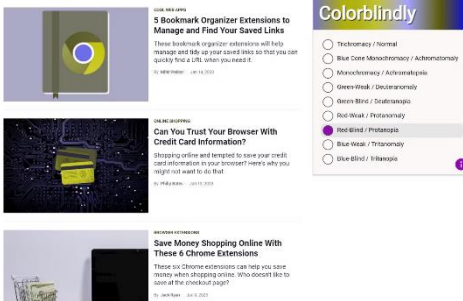 COOL WEB APPS
5 Bookmark Organizer Extensions to
Manage and Find Your Saved Links
These bookmark organizer extensions will help
manage and tidy up your saved links so that you can
quickly find a URL when you need it.
By
ONLINE SHOPPING
Can You Trust Your Browser With
Credit Card Information?
Shopping online and tempted to save your credit
card information in your browser? Here's why you
might not want to do that
By
BROWSER EXTENSIONS
Save Money Shopping Online With
These 6 Chrome Extensions
These six Chrome extensions can help you save
money when shopping online. Who doesn't like to
save at the checkout page?
By Jack Ryan
Colorblindly
Trichromacy / Normal
Blue Cone Monochromacy / Achromatomaly
Monochromacy / Achromatopsia
Green-Weak / Deuteranomaly
Green-Blind / Deuteranopia
Red-Weak / Protanomaly
Red-Blind / Protanopia
Blue-Weak / Tritanomaly
Blue-Blind / Tritanopia